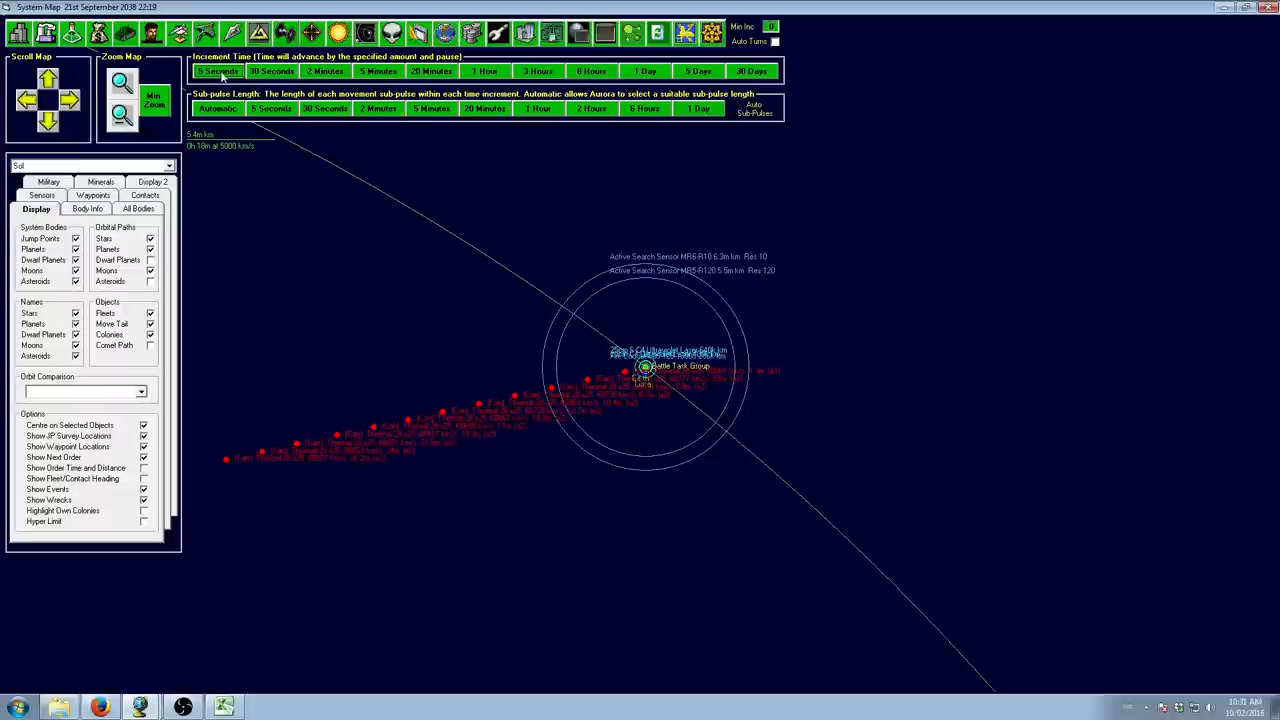 System Map 21st September 2038 22:19
Min Inc 0
Auto Turns
Scroll Map
Zoom Map
Min Zoom
Increment Time (Time will advance by the specified amount and pause)
5 Seconds 30 Seconds 2 Minutes 5 Minutes 20 Minutes 1 Hour 3 Hours 8 Hours 1 Day 5 Days 30 Days
Sub-pulse Length: The length of each movement sub-pulse within each time increment. Automatic allows Aurora to select a suitable sub-pulse length
Automatic 5 Seconds 30 Seconds 2 Minutes 5 Minutes 20 Minutes 1 Hour 2 Hours 6 Hours 1 Day
Auto Sub-Pulses
5.4m km
0h 18m at 5000 km/s
Sol
Military Minerals Display 2
Sensors Waypoints Contacts
Display Body Info All Bodies
System Bodies
Jump Points
Planets
Dwarf Planets
Moons
Asteroids
Orbital Paths
Stars
Planets
Dwarf Planets
Moons
Asteroids
Names
Stars
Planets
Dwarf Planets
Moons
Asteroids
Objects
Fleets
Move Tail
Colonies
Comet Path
Orbit Comparison
Options
Centre on Selected Objects
Show JP Survey Locations
Show Waypoint Locations
Show Next Order
Show Order Time and Distance
Show Fleet/Contact Heading
Show Events
Show Wrecks
Highlight Own Colonies
Hyper Limit
Active Search Sensor MR6-R10 6.3m km Res 10
Active Search Sensor MR5-R120 5.5m km Res 120
Battle Task Group
10:31 AM
10/02/2016